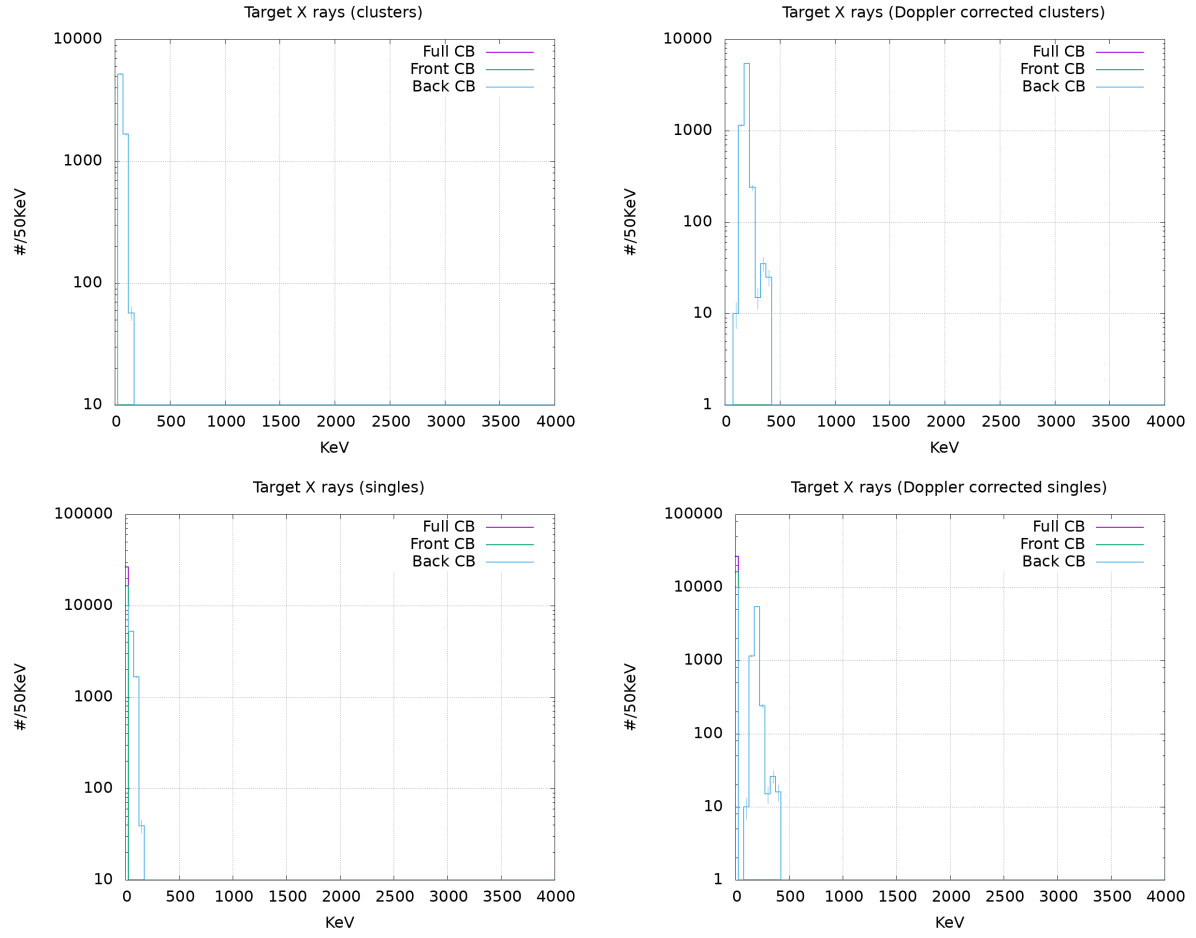 Target X rays (clusters)
10000
1000
100
10
#/50KeV
Full CB
Front CB
Back CB
0 500 1000 1500 2000 2500 3000 3500 4000
KeV
Target X rays (Doppler corrected clusters)
10000
1000
100
10
1
#/50KeV
Full CB
Front CB
Back CB
0 500 1000 1500 2000 2500 3000 3500 4000
KeV
Target X rays (singles)
100000
10000
1000
100
10
#/50KeV
Full CB
Front CB
Back CB
0 500 1000 1500 2000 2500 3000 3500 4000
KeV
Target X rays (Doppler corrected singles)
100000
10000
1000
100
10
1
#/50KeV
Full CB
Front CB
Back CB
0 500 1000 1500 2000 2500 3000 3500 4000
KeV